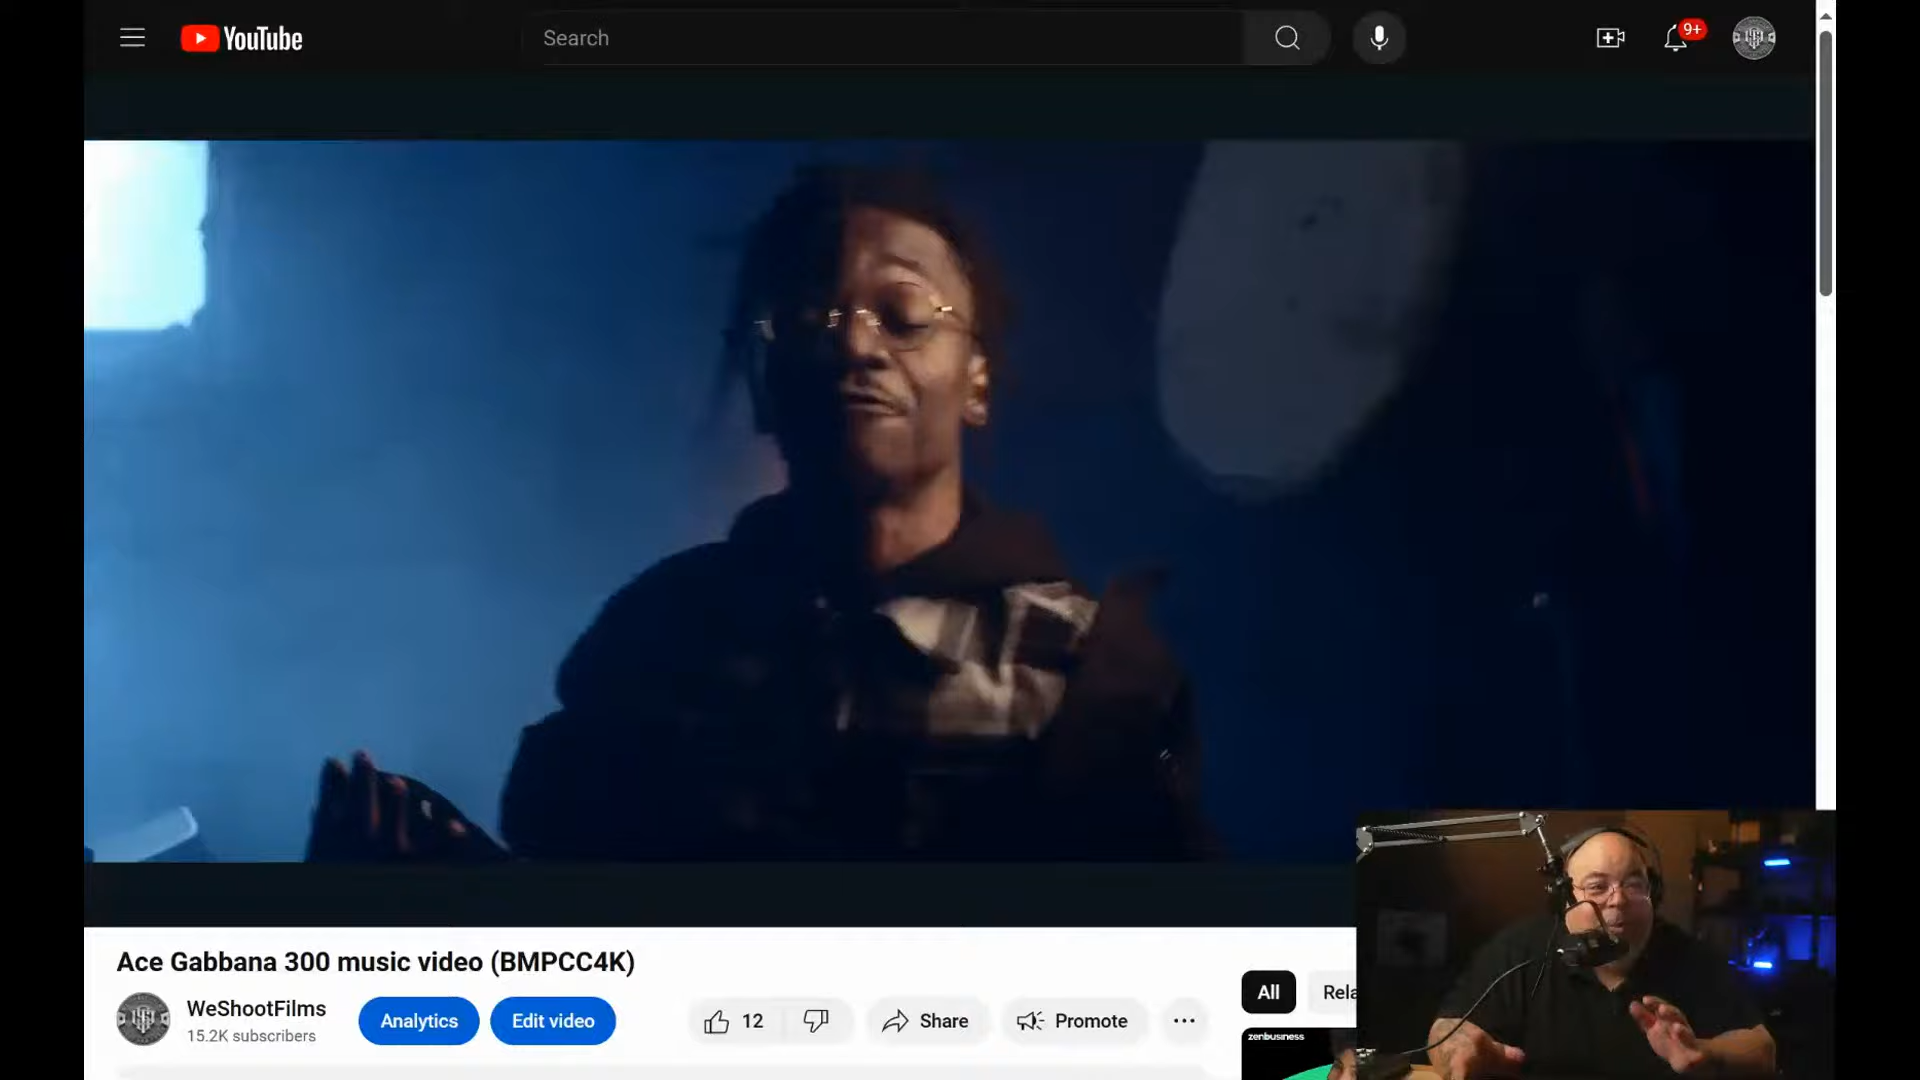 YouTube
Search
9+
Ace Gabbana 300 music video (BMPCC4K)
WeShootFilms
15.2K subscribers
Analytics
Edit video
12
Share
Promote
All
Rela
zenbusiness